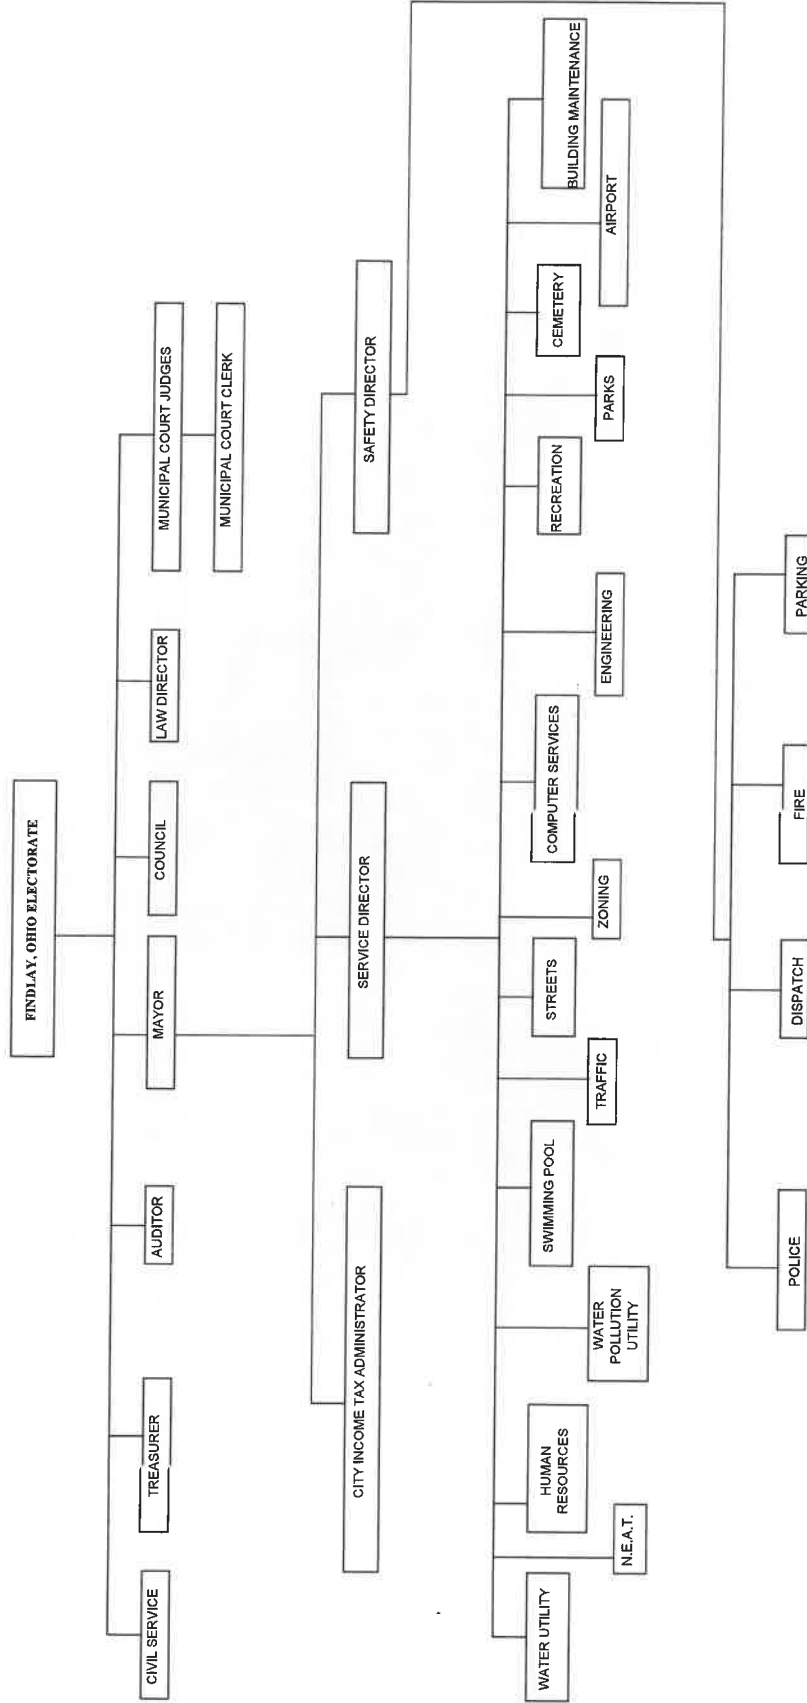 FINDLAY, OHIO ELECTORATE
CIVIL SERVICE
TREASURER
AUDITOR
MAYOR
COUNCIL
LAW DIRECTOR
MUNICIPAL COURT JUDGES
MUNICIPAL COURT CLERK
CITY INCOME TAX ADMINISTRATOR
SERVICE DIRECTOR
SAFETY DIRECTOR
WATER UTILITY
HUMAN
RESOURCES
SWIMMING POOL
STREETS
COMPUTER SERVICES
RECREATION
CEMETERY
BUILDING MAINTENANCE
N.E.A.T.
WATER
POLLUTION
UTILITY
TRAFFIC
ZONING
ENGINEERING
PARKS
AIRPORT
POLICE
DISPATCH
FIRE
PARKING